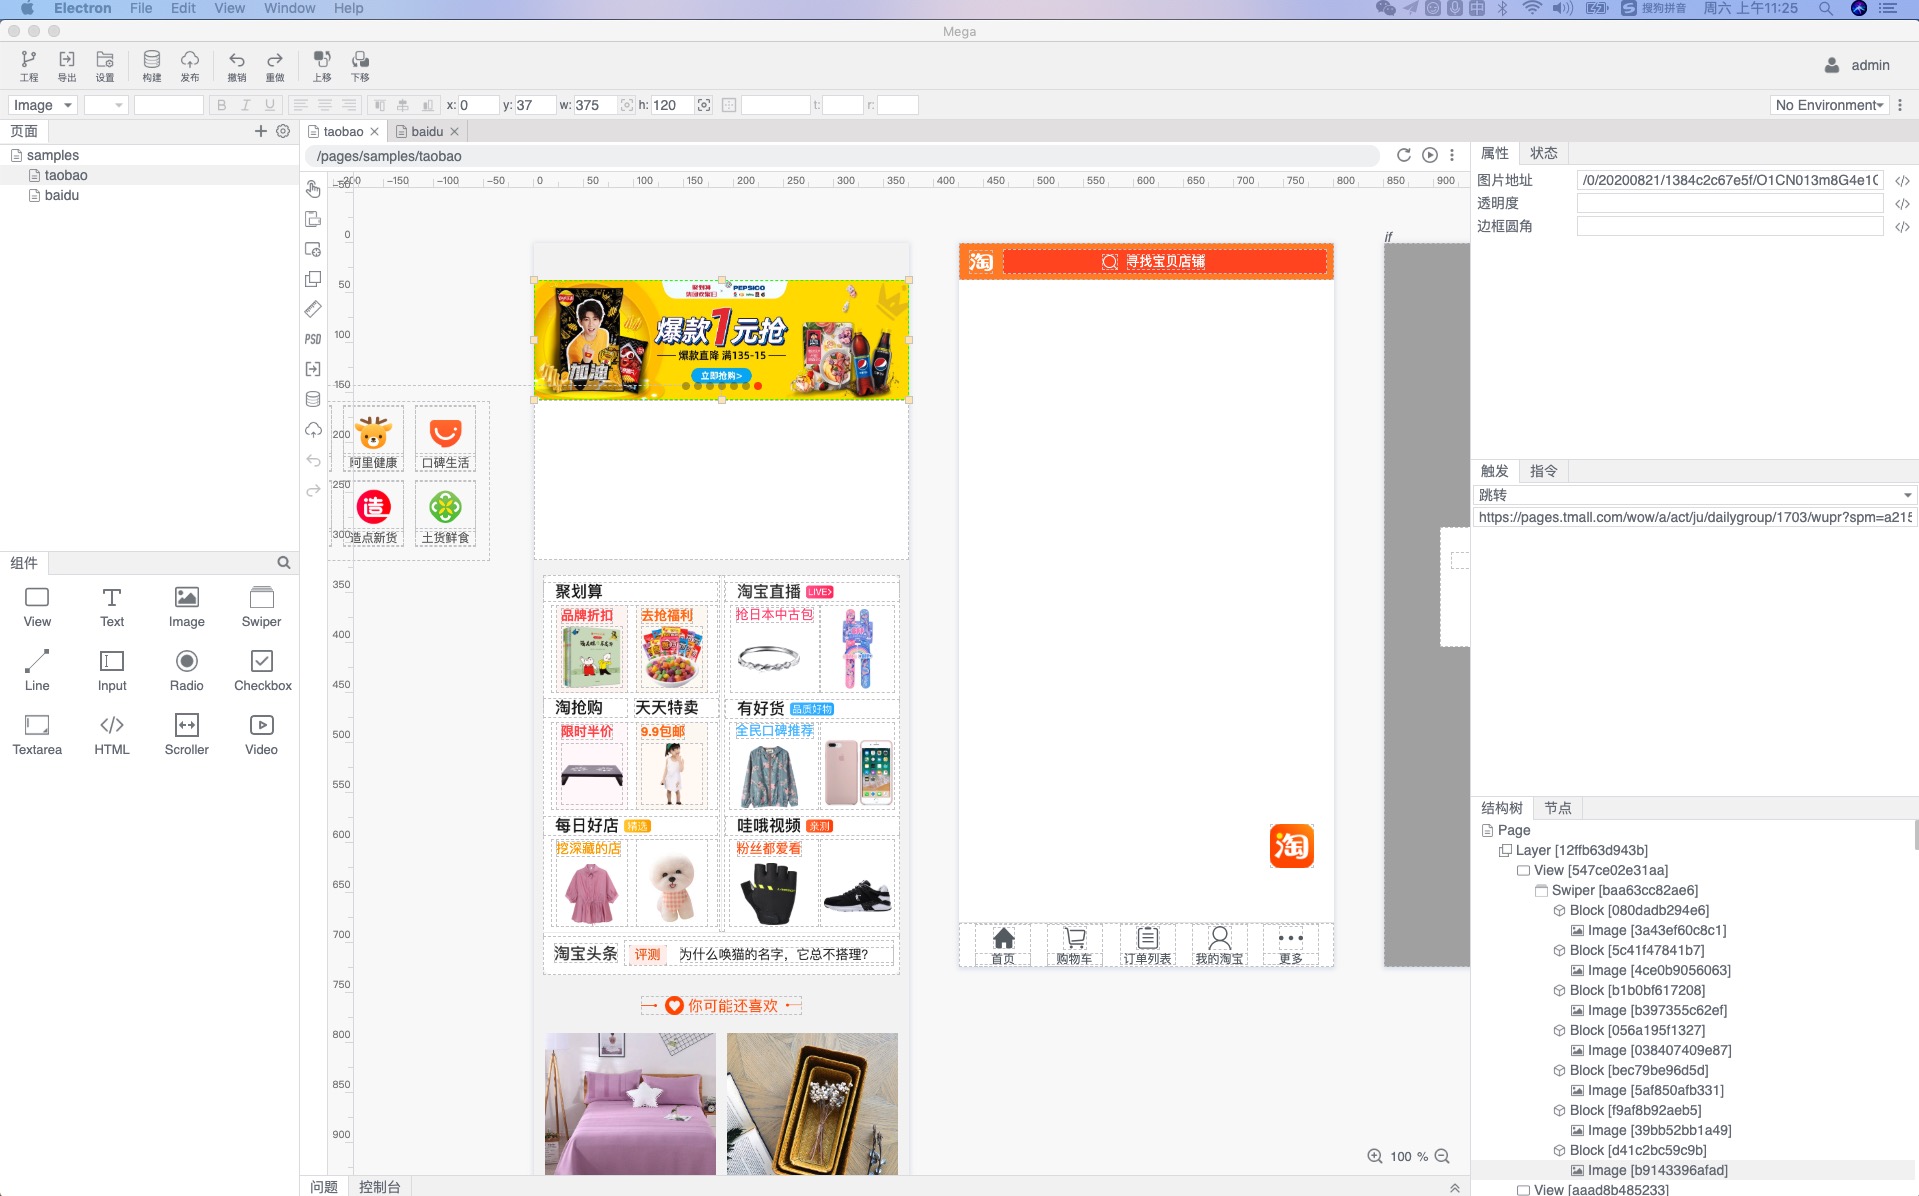 Electron File Edit View Window Help 搜狗拼音 周六 上午11:25
Mega
工程 导出 设置 构建 发布 撤销 重做 上移 下移 admin
Image B I U x: 0 y: 37 w: 375 h: 120 t: r: No Environment
页面
samples
taobao
baidu
组件
View Text Image Swiper
Line Input Radio Checkbox
Textarea HTML Scroller Video
taobao baidu
/pages/samples/taobao
PSD
-200 -150 -100 -50 0 50 100 150 200 250 300 350 400 450 500 550 600 650 700 750 800 850 900
0
50
100
150
200
250
300
350
400
450
500
550
600
650
700
750
800
850
900
阿里健康 口碑生活
造
造点新货 土货鲜食
聚划算 PEPSICO
爆款1元抢
爆款直降 满135-15
立即抢购>
加油
聚划算 淘宝直播 LIVE>
品牌折扣 去抢福利 抢日本中古包
淘抢购 天天特卖 有好货 品质好物
限时半价 9.9包邮 全民口碑推荐
每日好店 精选 哇哦视频 亲测
挖深藏的店 粉丝都爱看
淘宝头条 评测 为什么唤猫的名字，它总不搭理?
你可能还喜欢
淘 寻找宝贝店铺
淘
首页 购物车 订单列表 我的淘宝 更多
if
100 %
问题 控制台
属性 状态
图片地址 /0/20200821/1384c2c67e5f/O1CN013m8G4e1C
透明度
边框圆角
触发 指令
跳转
https://pages.tmall.com/wow/a/act/ju/dailygroup/1703/wupr?spm=a215
结构树 节点
Page
Layer [12ffb63d943b]
View [547ce02e31aa]
Swiper [baa63cc82ae6]
Block [080dadb294e6]
Image [3a43ef60c8c1]
Block [5c41f47841b7]
Image [4ce0b9056063]
Block [b1b0bf617208]
Image [b397355c62ef]
Block [056a195f1327]
Image [038407409e87]
Block [bec79be96d5d]
Image [5af850afb331]
Block [f9af8b92aeb5]
Image [39bb52bb1a49]
Block [d41c2bc59c9b]
Image [b9143396afad]
View [aaad8b485233]